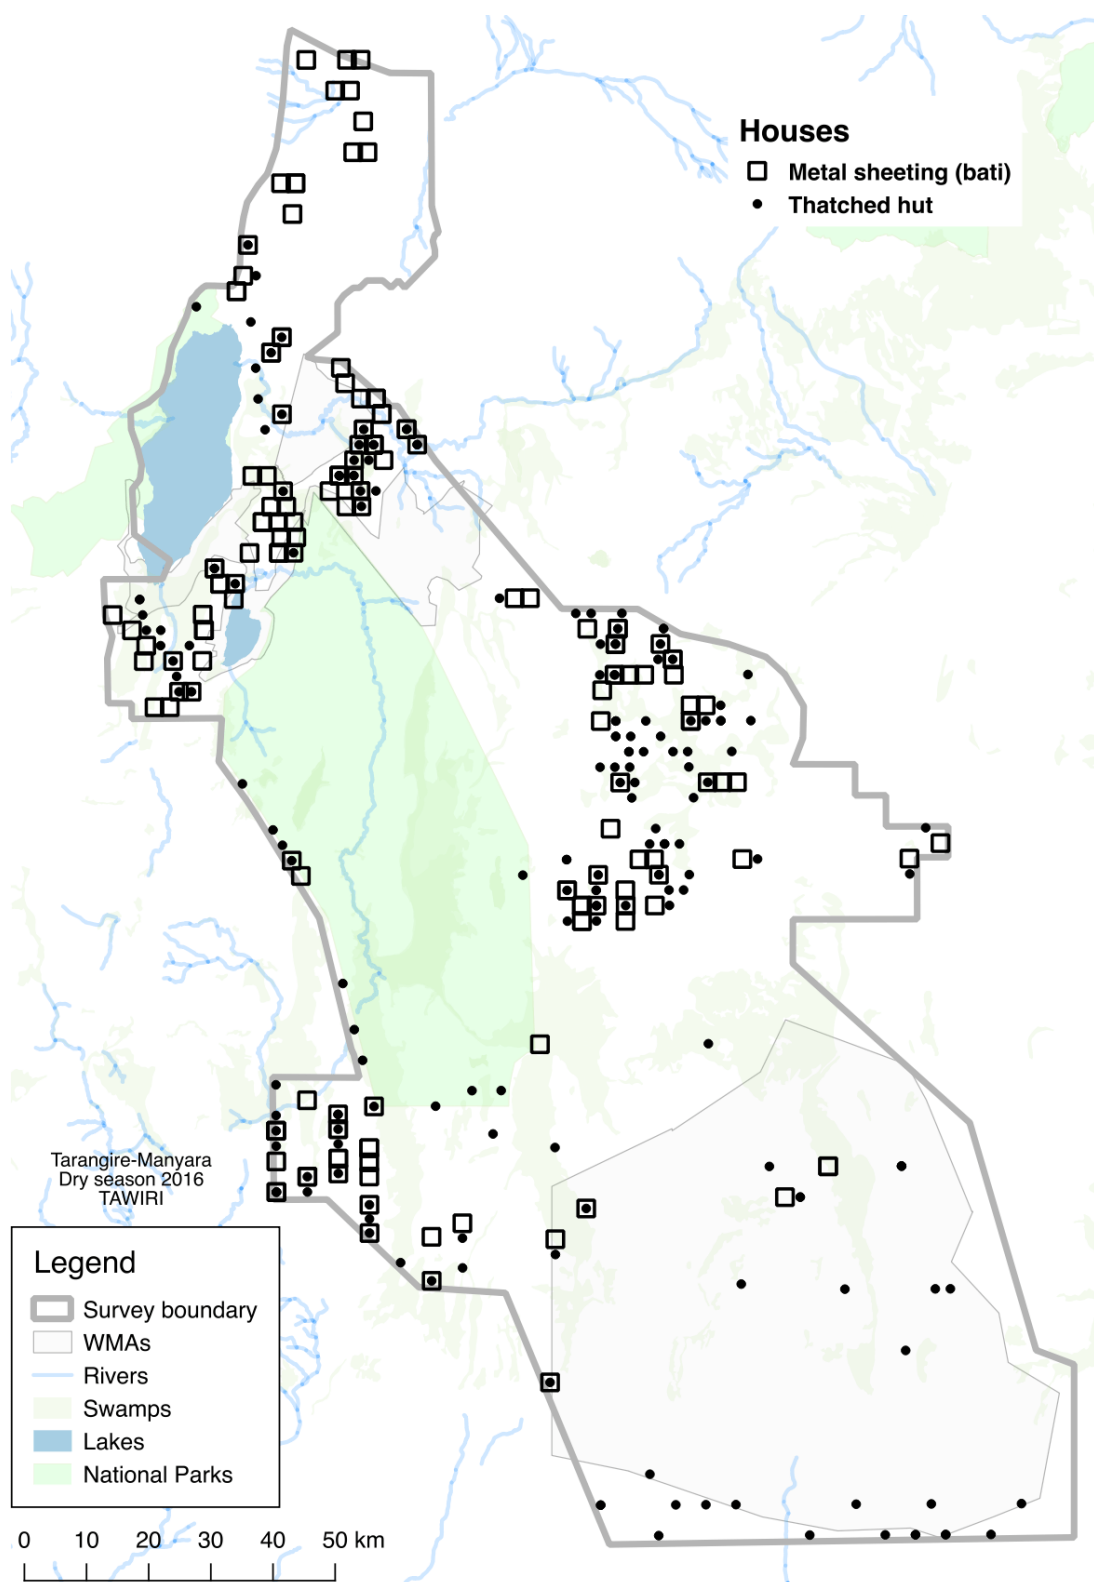 Houses
Metal sheeting (bati)
Thatched hut
Tarangire-Manyara
Dry season 2016
TAWIRI
Legend
Survey boundary
WMAs
Rivers
Swamps
Lakes
National Parks
0 10 20 30 40 50 km